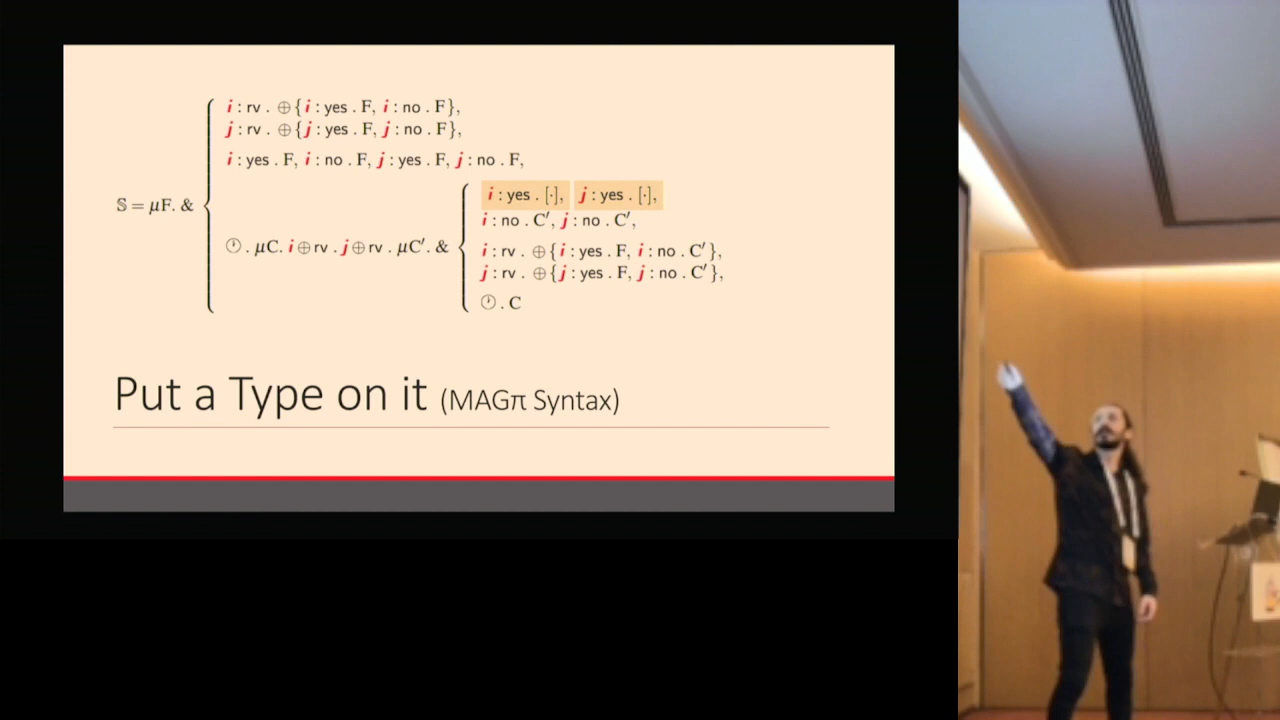 i : rv . ⊕{i : yes . F, i : no . F},
j : rv . ⊕{j : yes . F, j : no . F},
i : yes . F, i : no . F, j : yes . F, j : no . F,
𝕊 = μF. &
🕐 . μC. i ⊕ rv . j ⊕ rv . μC′. &
i : yes . [·], j : yes . [·],
i : no . C′, j : no . C′,
i : rv . ⊕{i : yes . F, i : no . C′},
j : rv . ⊕{j : yes . F, j : no . C′},
🕐 . C
Put a Type on it (MAGπ Syntax)